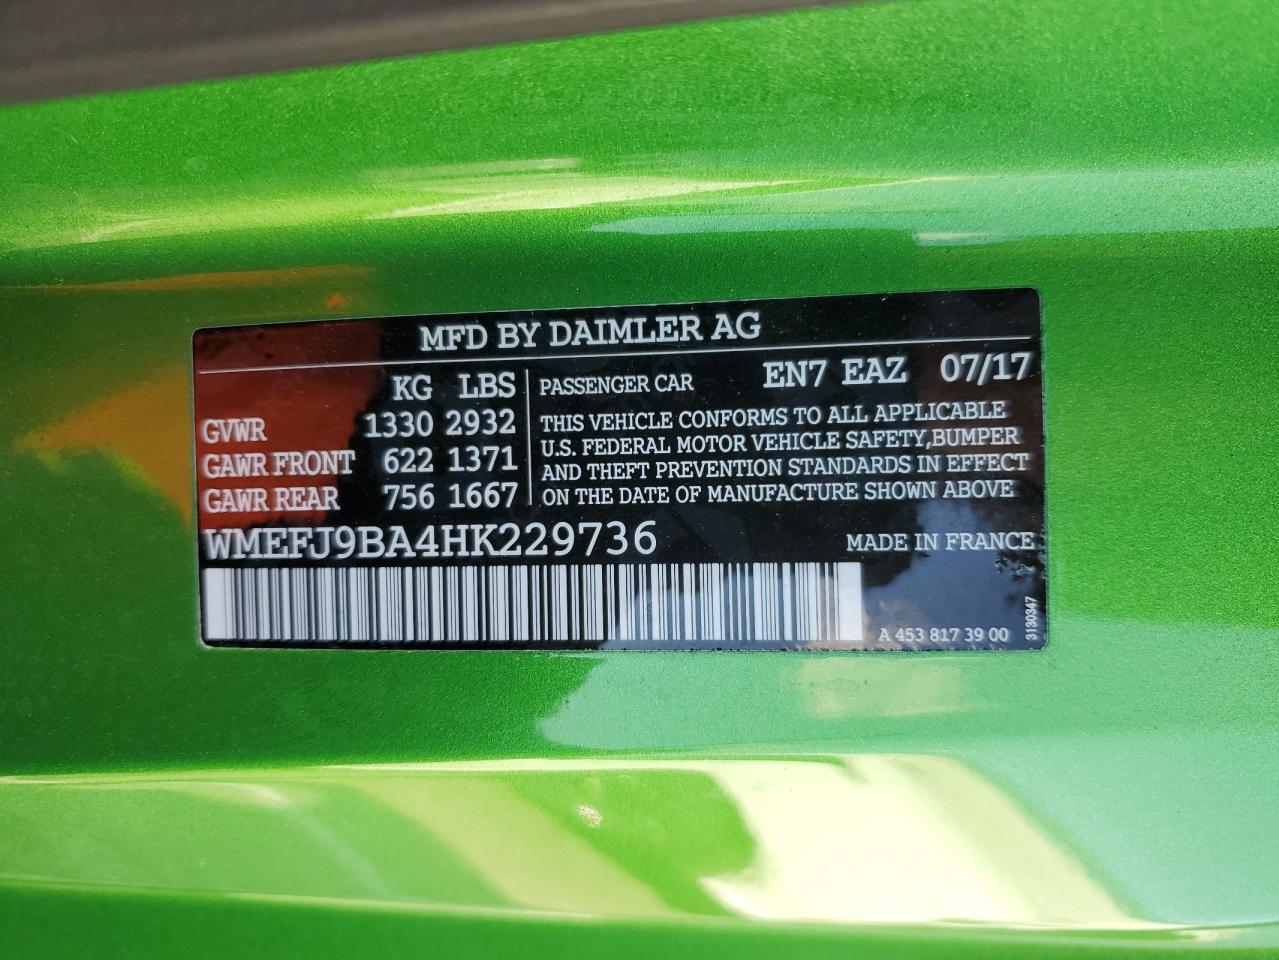 MFD BY DAIMLER AG
KG LBS
GVWR 1330 2932
GAWR FRONT 622 1371
GAWR REAR 756 1667
PASSENGER CAR EN7 EAZ 07/17
THIS VEHICLE CONFORMS TO ALL APPLICABLE
U.S. FEDERAL MOTOR VEHICLE SAFETY,BUMPER
AND THEFT PREVENTION STANDARDS IN EFFECT
ON THE DATE OF MANUFACTURE SHOWN ABOVE
WMEFJ9BA4HK229736
MADE IN FRANCE
A 453 817 39 00
3130347